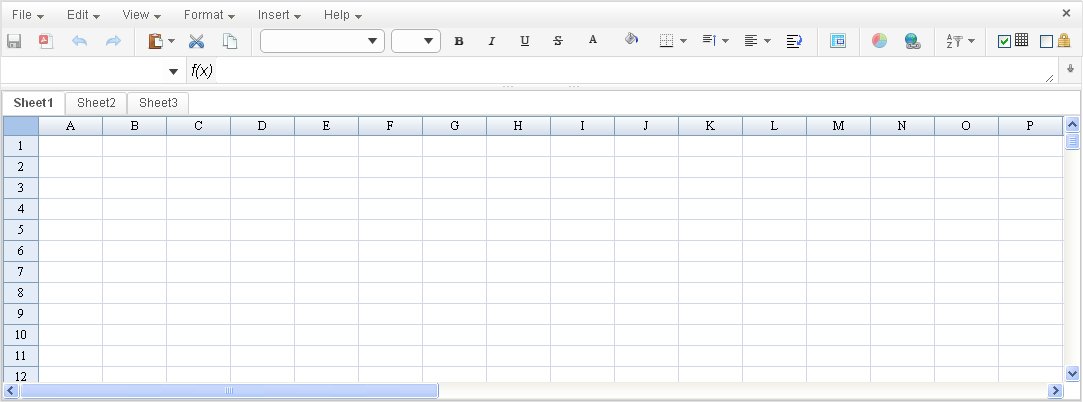 File Edit View Format Insert Help
B I U S A A Z
f(x)
Sheet1 Sheet2 Sheet3
A B C D E F G H I J K L M N O P
1
2
3
4
5
6
7
8
9
10
11
12